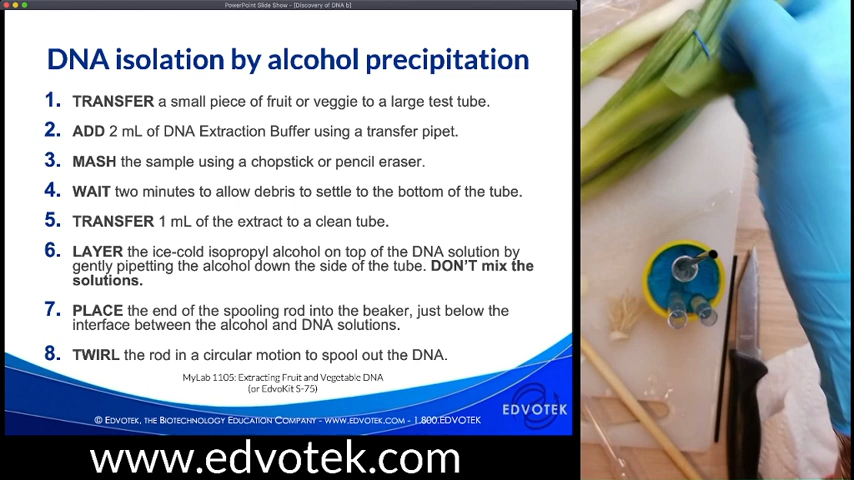 PowerPoint Slide Show - [Discovery of DNA b]
DNA isolation by alcohol precipitation
1. TRANSFER a small piece of fruit or veggie to a large test tube.
2. ADD 2 mL of DNA Extraction Buffer using a transfer pipet.
3. MASH the sample using a chopstick or pencil eraser.
4. WAIT two minutes to allow debris to settle to the bottom of the tube.
5. TRANSFER 1 mL of the extract to a clean tube.
6. LAYER the ice-cold isopropyl alcohol on top of the DNA solution by
gently pipetting the alcohol down the side of the tube. DON'T mix the
solutions.
7. PLACE the end of the spooling rod into the beaker, just below the
interface between the alcohol and DNA solutions.
8. TWIRL the rod in a circular motion to spool out the DNA.
MyLab 1105: Extracting Fruit and Vegetable DNA
(or EdvoKit S-75)
EDVOTEK
© EDVOTEK, THE BIOTECHNOLOGY EDUCATION COMPANY - WWW.EDVOTEK.COM - 1.800.EDVOTEK
www.edvotek.com